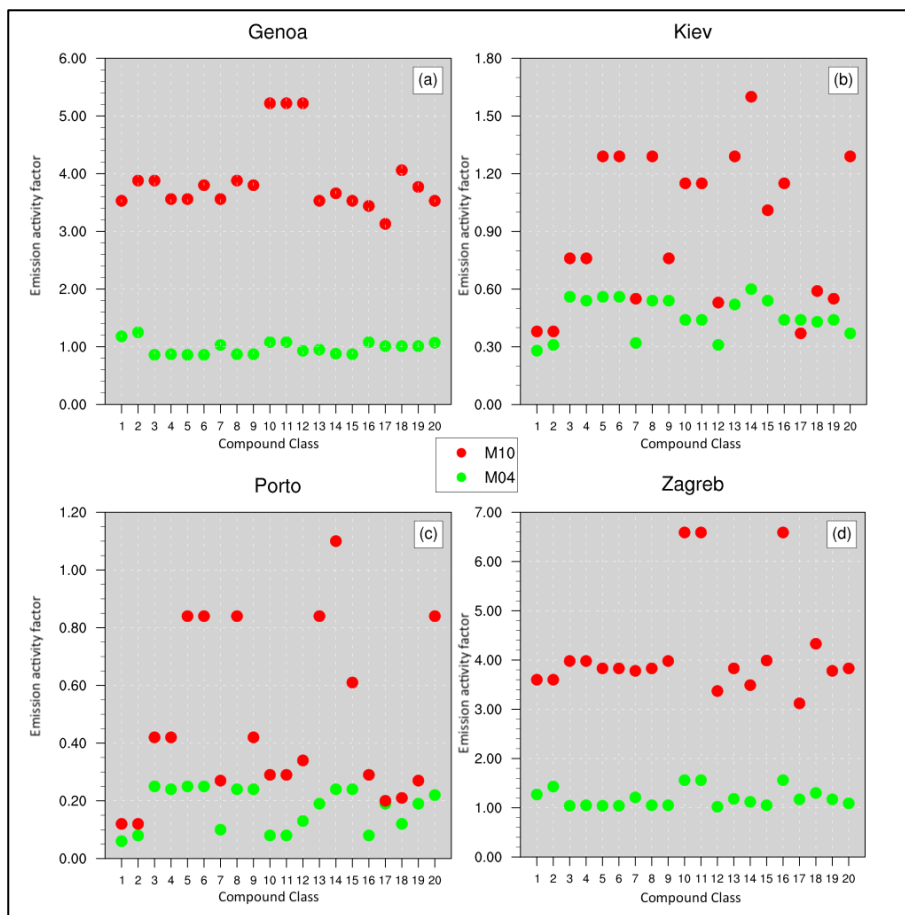 Genoa
Kiev
6.00
5.00
4.00
3.00
2.00
1.00
0.00
Emission activity factor
(a)
1 2 3 4 5 6 7 8 9 10 11 12 13 14 15 16 17 18 19 20
Compound Class
1.80
1.50
1.20
0.90
0.60
0.30
0.00
Emission activity factor
(b)
1 2 3 4 5 6 7 8 9 10 11 12 13 14 15 16 17 18 19 20
Compound Class
M10
M04
Porto
Zagreb
1.20
1.00
0.80
0.60
0.40
0.20
0.00
Emission activity factor
(c)
1 2 3 4 5 6 7 8 9 10 11 12 13 14 15 16 17 18 19 20
Compound Class
7.00
6.00
5.00
4.00
3.00
2.00
1.00
0.00
Emission activity factor
(d)
1 2 3 4 5 6 7 8 9 10 11 12 13 14 15 16 17 18 19 20
Compound Class